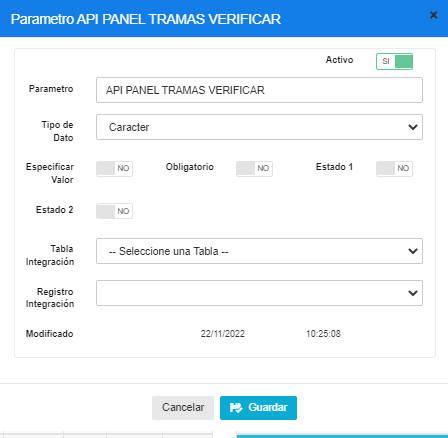 Parametro API PANEL TRAMAS VERIFICAR ×
Activo SI
Parametro API PANEL TRAMAS VERIFICAR
Tipo de Dato Caracter
Especificar Valor NO Obligatorio NO Estado 1 NO
Estado 2 NO
Tabla Integración -- Seleccione una Tabla --
Registro Integración
Modificado 22/11/2022 10:25:08
Cancelar Guardar